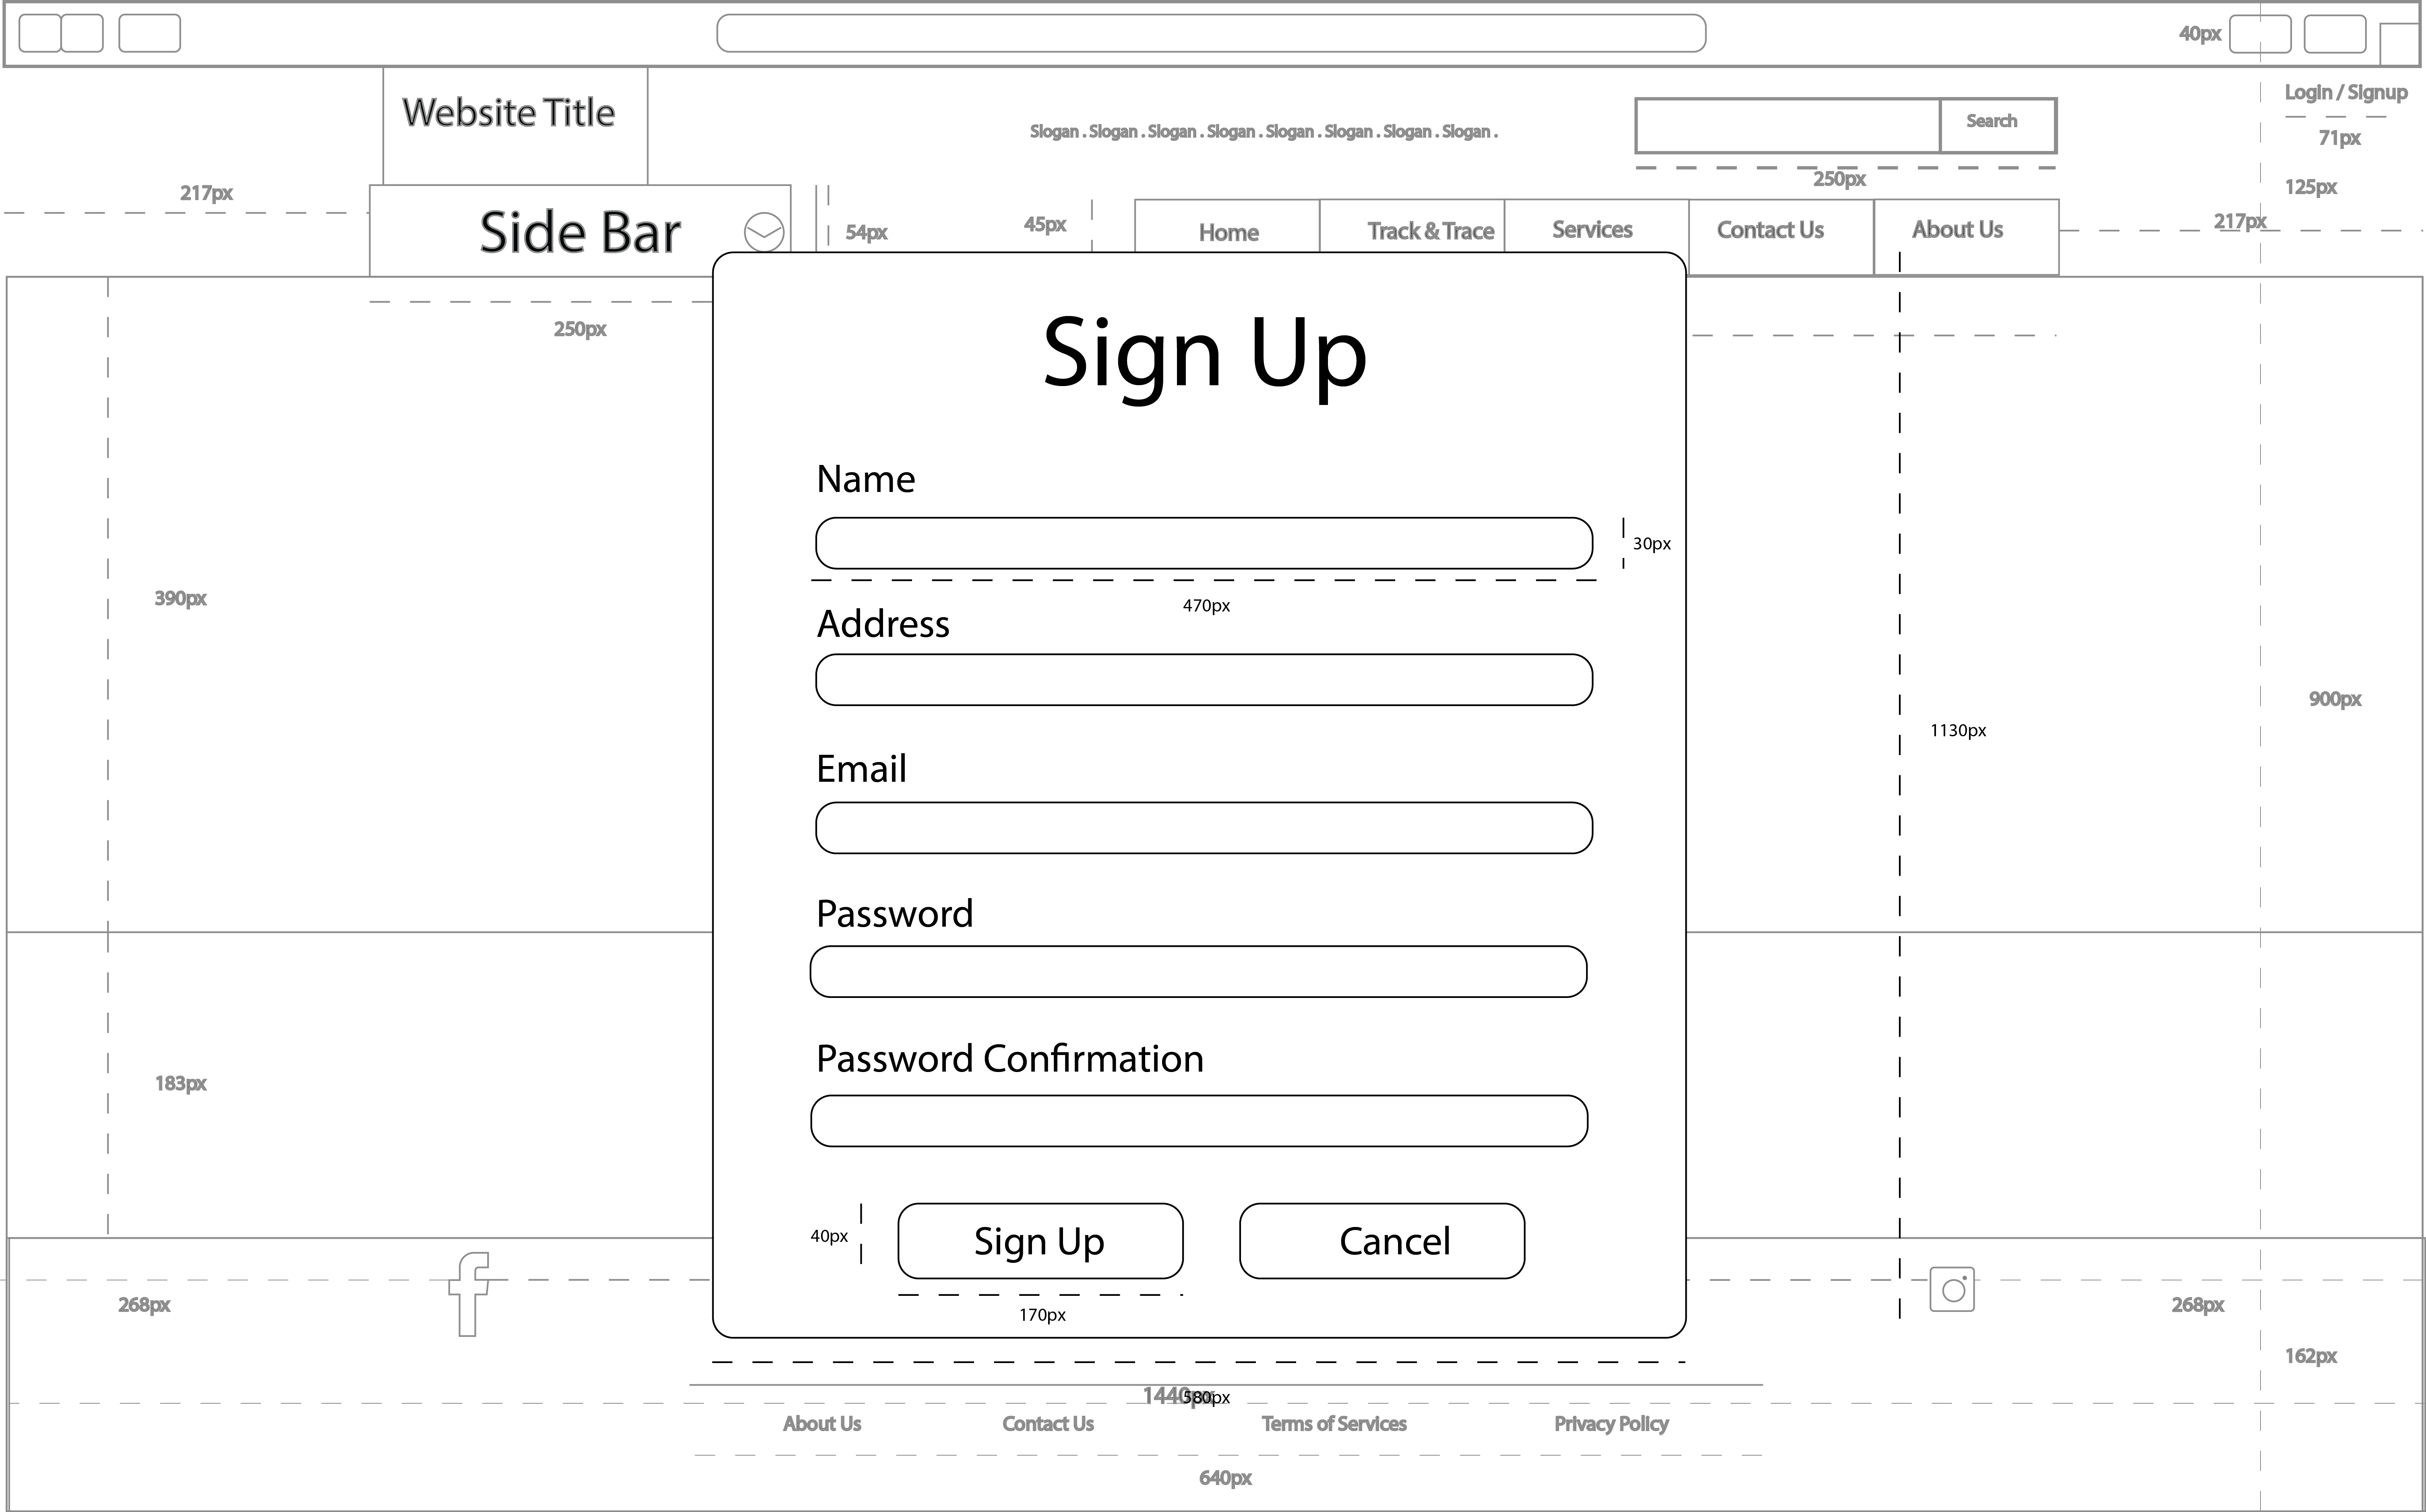 40px
Login / Signup
Website Title
Slogan . Slogan . Slogan . Slogan . Slogan . Slogan . Slogan . Slogan .
Search
71px
250px
125px
217px
Side Bar
54px
45px
Home
Track & Trace
Services
Contact Us
About Us
217px
250px
Sign Up
Name
30px
470px
390px
Address
900px
1130px
Email
Password
Password Confirmation
183px
40px
Sign Up
Cancel
f
170px
268px
268px
162px
1440px
580px
About Us
Contact Us
Terms of Services
Privacy Policy
640px